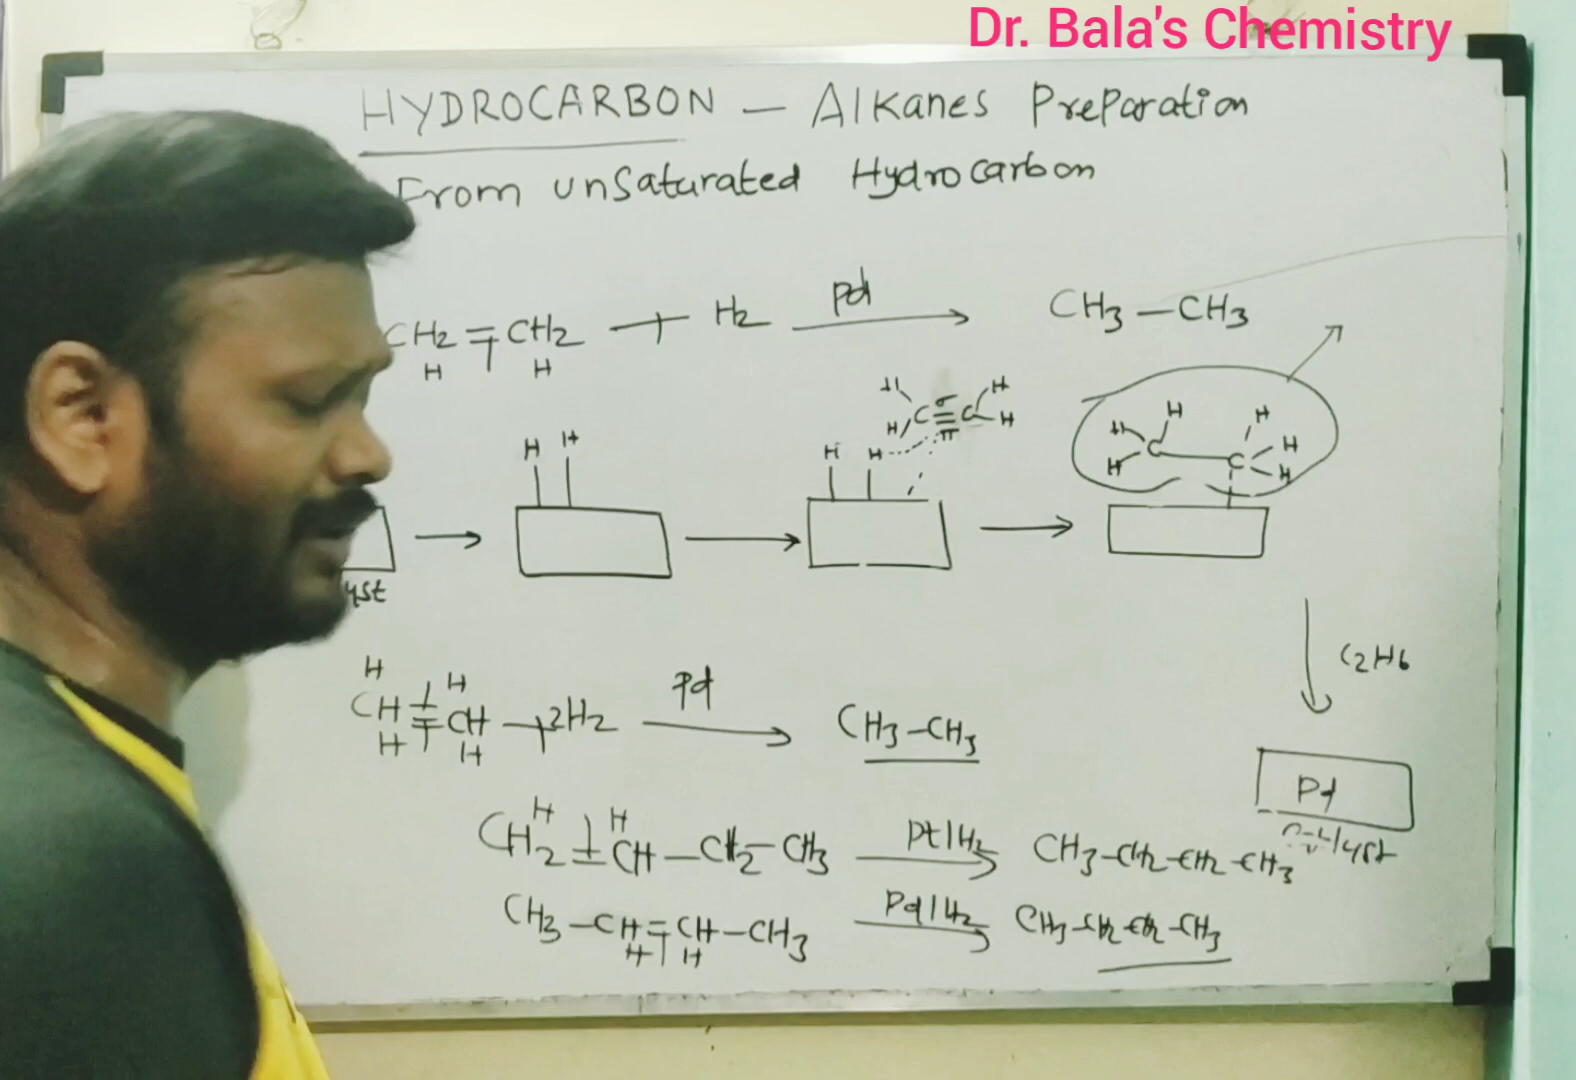 Dr. Bala's Chemistry
HYDROCARBON — Alkanes Preparation
From unsaturated Hydrocarbon
CH2 = CH2 + H2 Pd → CH3 — CH3
H H
H H
H C ≡ C H
H σ H
π
H H
H H
H C — C H
H H
→ → →
yst
C2H6
H H
CH ≡ CH + 2H2 Pd → CH3 – CH3
H H
Pd
H H
CH2 = CH — CH2 – CH3 Pt/H2 → CH3 – CH2 – CH2 – CH3
CH3 – CH = CH – CH3 Pd/H2 → CH3 – CH2 – CH2 – CH3
H H